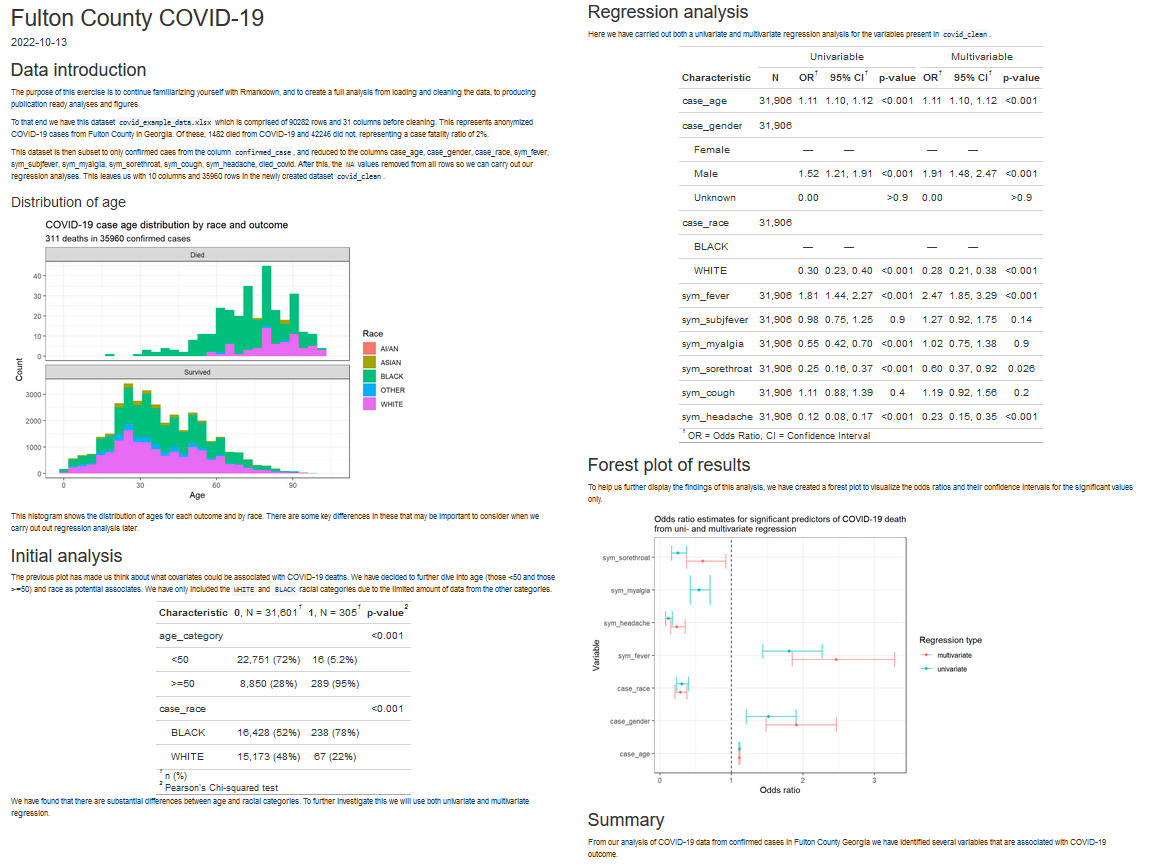 Fulton County COVID-19
2022-10-13
Data introduction
The purpose of this exercise is to continue familiarizing yourself with Rmarkdown, and to create a full analysis from loading and cleaning the data, to producing
publication ready analyses and figures.
To that end we have this dataset covid_example_data.xlsx which is comprised of 90282 rows and 31 columns before cleaning. This represents anonymized
COVID-19 cases from Fulton County in Georgia. Of these, 1482 died from COVID-19 and 42246 did not, representing a case fatality ratio of 2%.
This dataset is then subset to only confirmed caes from the column confirmed_case, and reduced to the columns case_age, case_gender, case_race, sym_fever,
sym_subjfever, sym_myalgia, sym_sorethroat, sym_cough, sym_headache, died_covid. After this, the NA values removed from all rows so we can carry out our
regression analyses. This leaves us with 10 columns and 35960 rows in the newly created dataset covid_clean.
Distribution of age
COVID-19 case age distribution by race and outcome
311 deaths in 35960 confirmed cases
Died
40
30
20
10
0
Survived
3000
2000
1000
0
0 30 60 90
Age
Count
Race
AI/AN
ASIAN
BLACK
OTHER
WHITE
This histogram shows the distribution of ages for each outcome and by race. There are some key differences in these that may be important to consider when we
carry out out regression analysis later.
Initial analysis
The previous plot has made us think about what covariates could be associated with COVID-19 deaths. We have decided to further dive into age (those <50 and those
>=50) and race as potential associates. We have only included the WHITE and BLACK racial categories due to the limited amount of data from the other categories.
Characteristic 0, N = 31,601¹ 1, N = 305¹ p-value²
age_category <0.001
<50 22,751 (72%) 16 (5.2%)
>=50 8,850 (28%) 289 (95%)
case_race <0.001
BLACK 16,428 (52%) 238 (78%)
WHITE 15,173 (48%) 67 (22%)
¹ n (%)
² Pearson's Chi-squared test
We have found that there are substantial differences between age and racial categories. To further investigate this we will use both univariate and multivariate
regression.
Regression analysis
Here we have carried out both a univariate and multivariate regression analysis for the variables present in covid_clean.
Univariable Multivariable
Characteristic N OR¹ 95% CI¹ p-value OR¹ 95% CI¹ p-value
case_age 31,906 1.11 1.10, 1.12 <0.001 1.11 1.10, 1.12 <0.001
case_gender 31,906
Female — — — —
Male 1.52 1.21, 1.91 <0.001 1.91 1.48, 2.47 <0.001
Unknown 0.00 >0.9 0.00 >0.9
case_race 31,906
BLACK — — — —
WHITE 0.30 0.23, 0.40 <0.001 0.28 0.21, 0.38 <0.001
sym_fever 31,906 1.81 1.44, 2.27 <0.001 2.47 1.85, 3.29 <0.001
sym_subjfever 31,906 0.98 0.75, 1.25 0.9 1.27 0.92, 1.75 0.14
sym_myalgia 31,906 0.55 0.42, 0.70 <0.001 1.02 0.75, 1.38 0.9
sym_sorethroat 31,906 0.25 0.16, 0.37 <0.001 0.60 0.37, 0.92 0.026
sym_cough 31,906 1.11 0.88, 1.39 0.4 1.19 0.92, 1.56 0.2
sym_headache 31,906 0.12 0.08, 0.17 <0.001 0.23 0.15, 0.35 <0.001
¹ OR = Odds Ratio, CI = Confidence Interval
Forest plot of results
To help us further display the findings of this analysis, we have created a forest plot to visualize the odds ratios and their confidence intervals for the significant values
only.
Odds ratio estimates for significant predictors of COVID-19 death
from uni- and multivariate regression
sym_sorethroat
sym_myalgia
sym_headache
sym_fever
case_race
case_gender
case_age
Variable
0 1 2 3
Odds ratio
Regression type
multivariate
univariate
Summary
From our analysis of COVID-19 data from confirmed cases in Fulton County Georgia we have identified several variables that are associated with COVID-19
outcome.